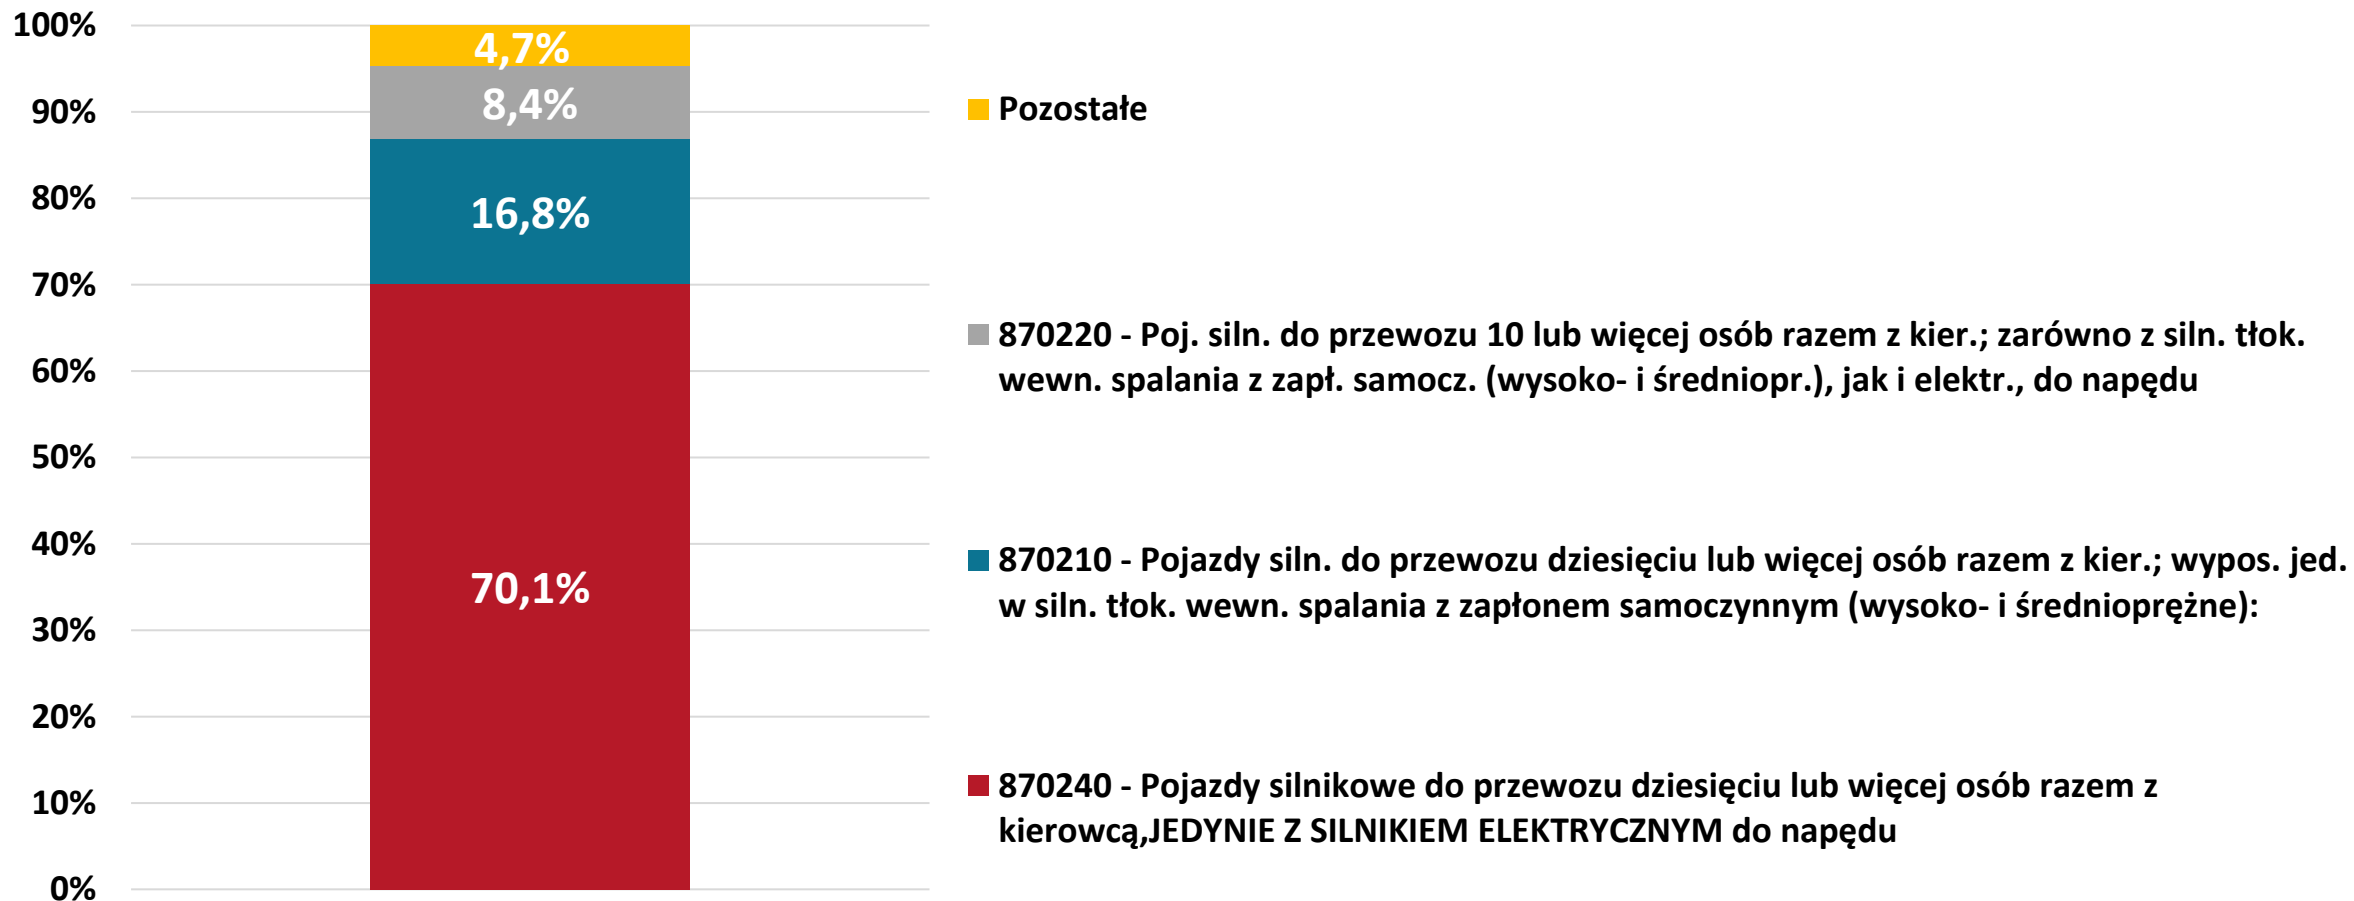 100%
90%
80%
70%
60%
50%
40%
30%
20%
10%
0%
4,7%
8,4%
16,8%
70,1%
Pozostałe
870220 - Poj. siln. do przewozu 10 lub więcej osób razem z kier.; zarówno z siln. tłok.
wewn. spalania z zapł. samocz. (wysoko- i średniopr.), jak i elektr., do napędu
870210 - Pojazdy siln. do przewozu dziesięciu lub więcej osób razem z kier.; wypos. jed.
w siln. tłok. wewn. spalania z zapłonem samoczynnym (wysoko- i średnioprężne):
870240 - Pojazdy silnikowe do przewozu dziesięciu lub więcej osób razem z
kierowcą,JEDYNIE Z SILNIKIEM ELEKTRYCZNYM do napędu